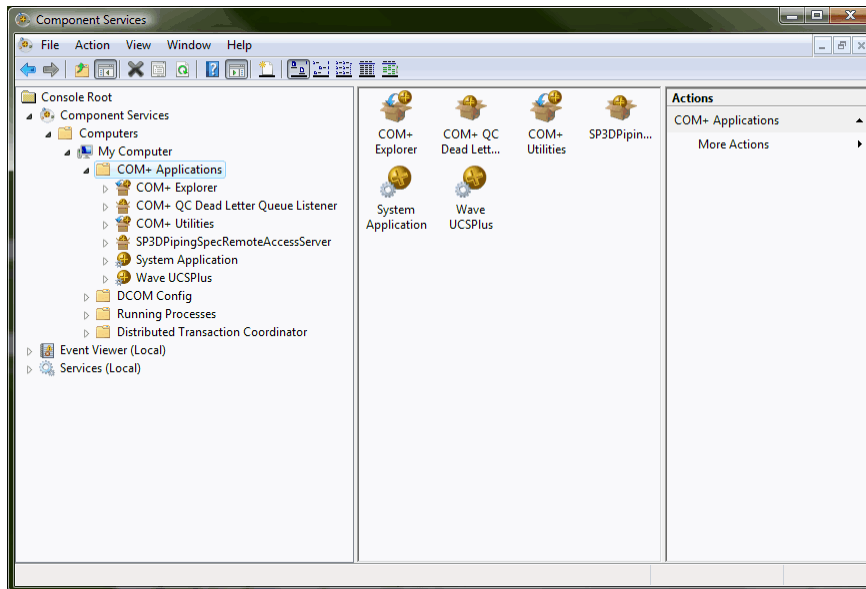 Component Services
File Action View Window Help
Console Root
Component Services
Computers
My Computer
COM+ Applications
COM+ Explorer
COM+ QC Dead Letter Queue Listener
COM+ Utilities
SP3DPipingSpecRemoteAccessServer
System Application
Wave UCSPlus
DCOM Config
Running Processes
Distributed Transaction Coordinator
Event Viewer (Local)
Services (Local)
COM+
Explorer
COM+ QC
Dead Lett...
COM+
Utilities
SP3DPipin...
System
Application
Wave
UCSPlus
Actions
COM+ Applications
More Actions